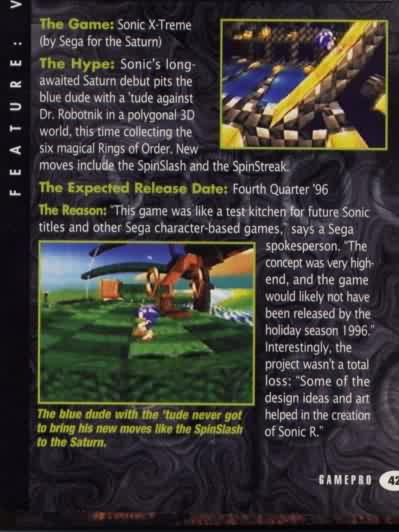 FEATURE: V
The Game: Sonic X-Treme
(by Sega for the Saturn)
The Hype: Sonic's long-
awaited Saturn debut pits the
blue dude with a 'tude against
Dr. Robotnik in a polygonal 3D
world, this time collecting the
six magical Rings of Order. New
moves include the SpinSlash and the SpinStreak.
The Expected Release Date: Fourth Quarter '96
The Reason: "This game was like a test kitchen for future Sonic
titles and other Sega character-based games," says a Sega
spokesperson. "The
concept was very high-
end, and the game
would likely not have
been released by the
holiday season 1996."
Interestingly, the
project wasn't a total
loss: "Some of the
design ideas and art
helped in the creation
of Sonic R."
The blue dude with the 'tude never got
to bring his new moves like the SpinSlash
to the Saturn.
GAMEPRO 42